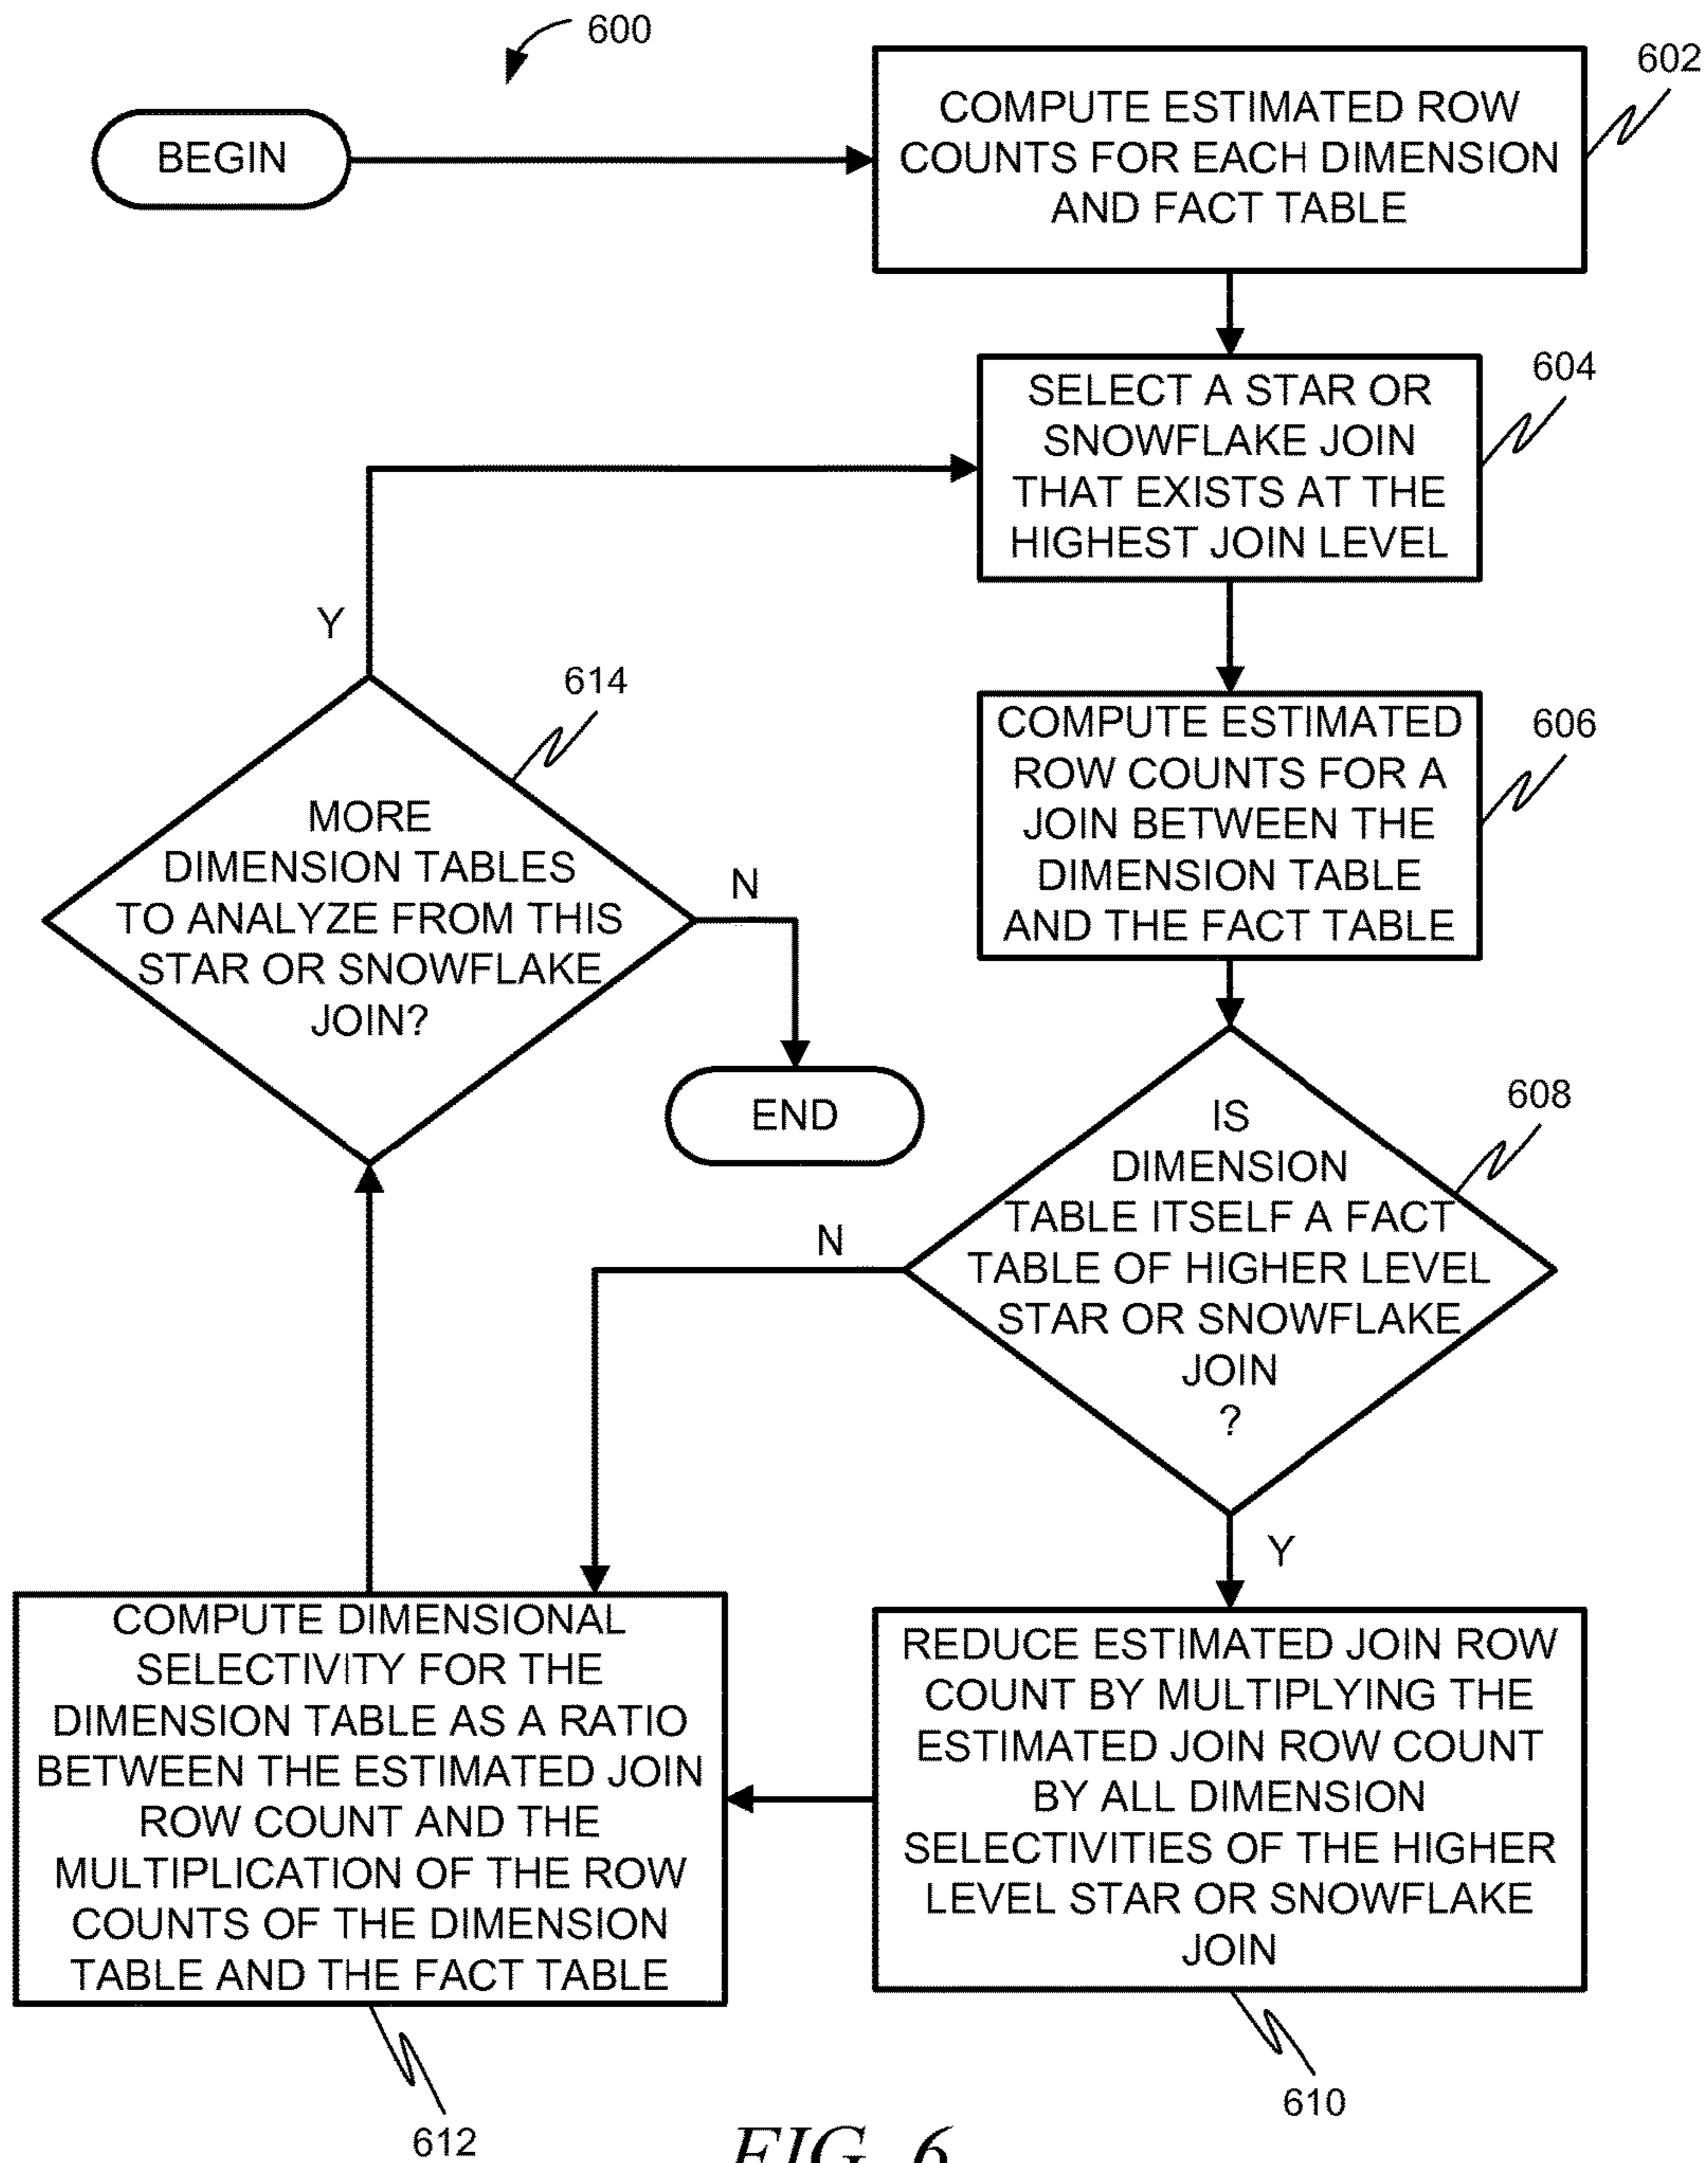 600
602
BEGIN
COMPUTE ESTIMATED ROW
COUNTS FOR EACH DIMENSION
AND FACT TABLE
604
SELECT A STAR OR
SNOWFLAKE JOIN
THAT EXISTS AT THE
HIGHEST JOIN LEVEL
Y
614
606
COMPUTE ESTIMATED
ROW COUNTS FOR A
JOIN BETWEEN THE
DIMENSION TABLE
AND THE FACT TABLE
MORE
DIMENSION TABLES
TO ANALYZE FROM THIS
STAR OR SNOWFLAKE
JOIN?
N
END
608
IS
DIMENSION
TABLE ITSELF A FACT
TABLE OF HIGHER LEVEL
STAR OR SNOWFLAKE
JOIN
?
N
Y
COMPUTE DIMENSIONAL
SELECTIVITY FOR THE
DIMENSION TABLE AS A RATIO
BETWEEN THE ESTIMATED JOIN
ROW COUNT AND THE
MULTIPLICATION OF THE ROW
COUNTS OF THE DIMENSION
TABLE AND THE FACT TABLE
REDUCE ESTIMATED JOIN ROW
COUNT BY MULTIPLYING THE
ESTIMATED JOIN ROW COUNT
BY ALL DIMENSION
SELECTIVITIES OF THE HIGHER
LEVEL STAR OR SNOWFLAKE
JOIN
610
612
FIG. 6